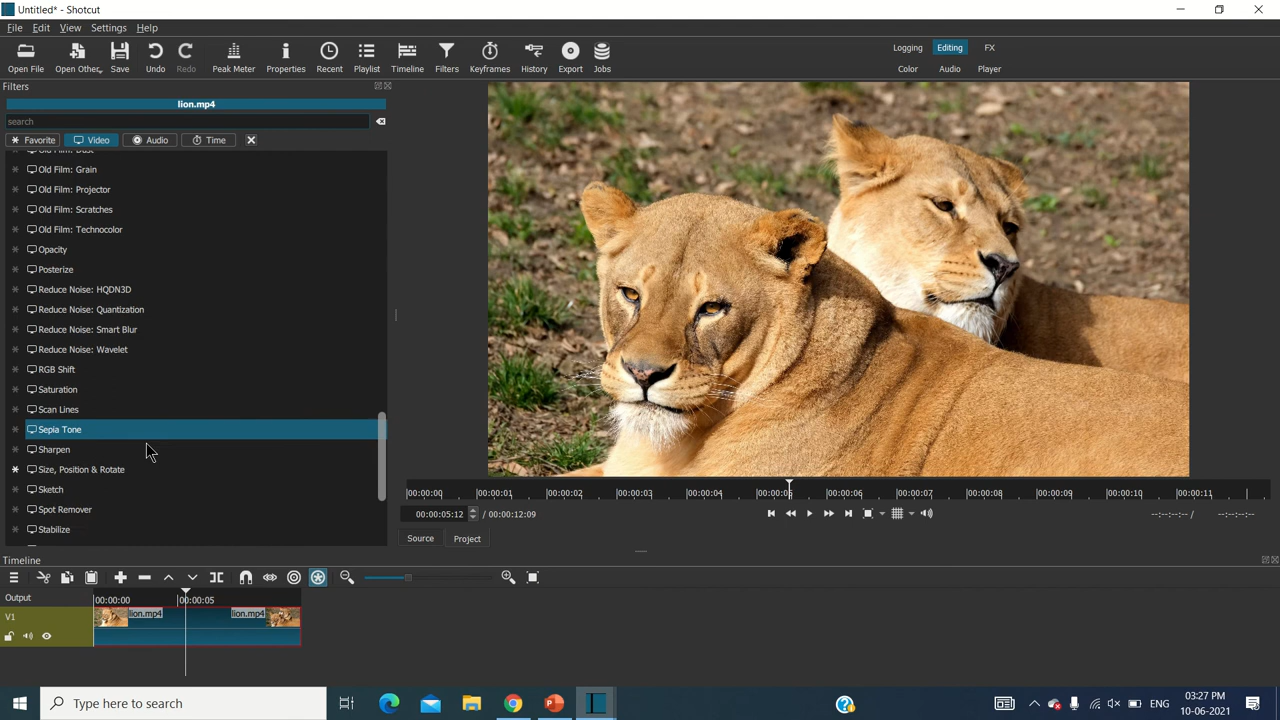 Untitled* - Shotcut
File Edit View Settings Help
Open File Open Other.. Save Undo Redo Peak Meter Properties Recent Playlist Timeline Filters Keyframes History Export Jobs
Logging Editing FX
Color Audio Player
Filters
lion.mp4
search
Favorite Video Audio Time
Old Film: Dust
Old Film: Grain
Old Film: Projector
Old Film: Scratches
Old Film: Technocolor
Opacity
Posterize
Reduce Noise: HQDN3D
Reduce Noise: Quantization
Reduce Noise: Smart Blur
Reduce Noise: Wavelet
RGB Shift
Saturation
Scan Lines
Sepia Tone
Sharpen
Size, Position & Rotate
Sketch
Spot Remover
Stabilize
|00:00:00 |00:00:01 |00:00:02 |00:00:03 |00:00:04 |00:00:05 |00:00:06 |00:00:07 |00:00:08 |00:00:09 |00:00:10 |00:00:11
00:00:05:12 / 00:00:12:09
--:--:--:-- / --:--:--:--
Source Project
Timeline
Output
|00:00:00 |00:00:05
V1
lion.mp4 lion.mp4
Type here to search
ENG
03:27 PM
10-06-2021